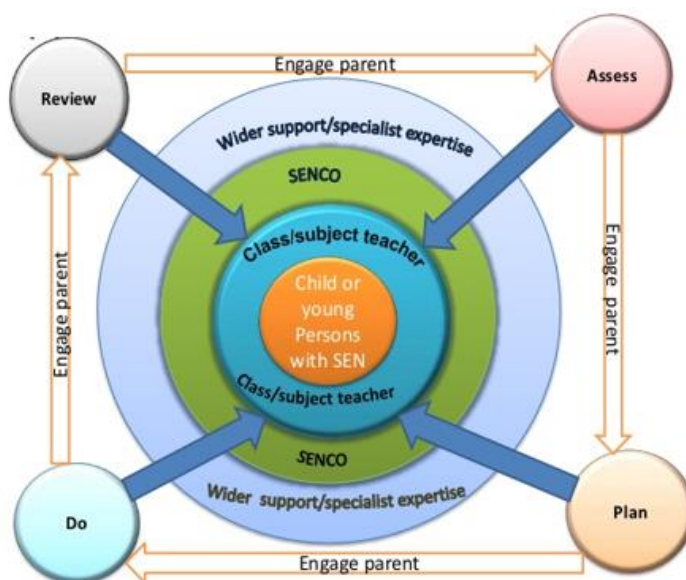 Engage parent
Review
Assess
Wider support/specialist expertise
SENCO
Class/subject teacher
Child or
young
Persons
with SEN
Engage parent
Engage parent
Class/subject teacher
SENCO
Wider support/specialist expertise
Do
Plan
Engage parent